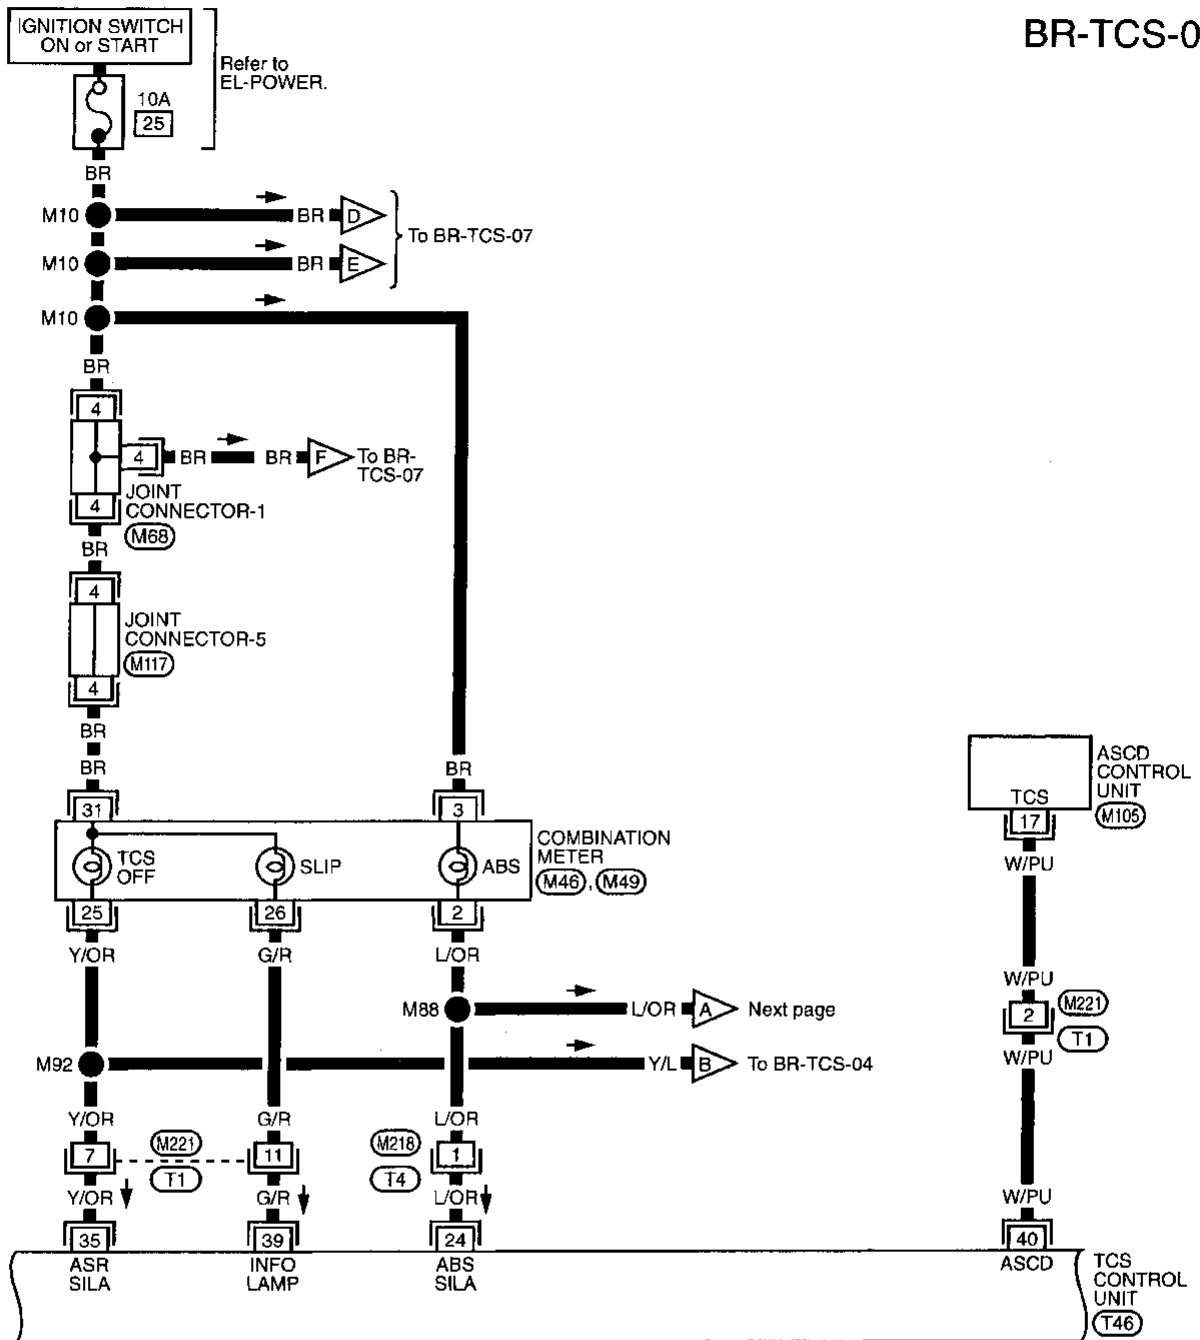 BR-TCS-0
IGNITION SWITCH
ON or START
Refer to
EL-POWER.
10A
25
BR
M10
BR
D
To BR-TCS-07
M10
BR
E
M10
BR
4
4
BR
BR
F
To BR-
TCS-07
4
JOINT
CONNECTOR-1
M68
BR
4
JOINT
CONNECTOR-5
M117
4
BR
BR
BR
31
3
TCS
OFF
SLIP
ABS
COMBINATION
METER
M46, M49
25
26
2
Y/OR
G/R
L/OR
ASCD
CONTROL
UNIT
M105
TCS
17
W/PU
W/PU
2
M221
T1
W/PU
M88
L/OR
A
Next page
M92
Y/L
B
To BR-TCS-04
Y/OR
G/R
L/OR
7
M221
T1
11
M218
T4
1
Y/OR
G/R
L/OR
W/PU
35
39
24
40
ASR
SILA
INFO
LAMP
ABS
SILA
ASCD
TCS
CONTROL
UNIT
T46